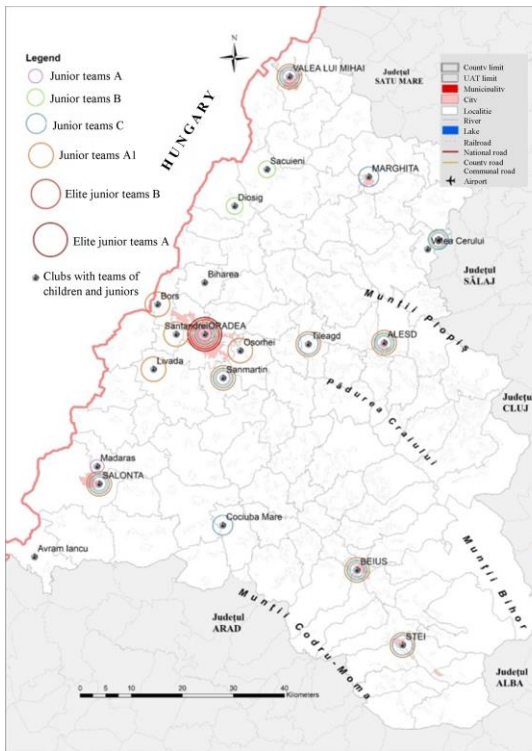 N
Legend
Junior teams A
Junior teams B
Junior teams C
Junior teams A1
Elite junior teams B
Elite junior teams A
Clubs with teams of
children and juniors
HUNGARY
VALEA LUI MIHAI
Județul
SATU MARE
County limit
UAT limit
Municipality
City
Localitie
River
Lake
Railroad
National road
County road
Communal road
Airport
Sacuieni
MARGHITA
Diosig
Valea Cerului
Județul
SĂLAJ
Biharea
Bors
Santandrei
ORADEA
Osorhei
Tileagd
ALESD
Munții Plopiș
Livada
Sanmartin
Pădurea Craiului
Județul
CLUJ
Madaras
SALONTA
Cociuba Mare
Avram Iancu
BEIUS
Munții Bihor
Județul
ARAD
Munții Codru-Moma
STEI
Județul
ALBA
0 5 10 20 30 40
Kilometers